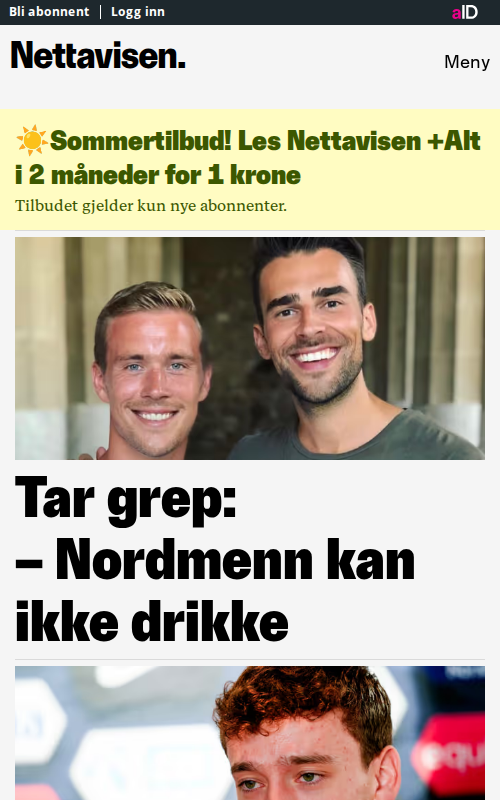 Bli abonnent | Logg inn
aID
Nettavisen.
Meny
☀️Sommertilbud! Les Nettavisen +Alt
i 2 måneder for 1 krone
Tilbudet gjelder kun nye abonnenter.
Tar grep:
– Nordmenn kan
ikke drikke